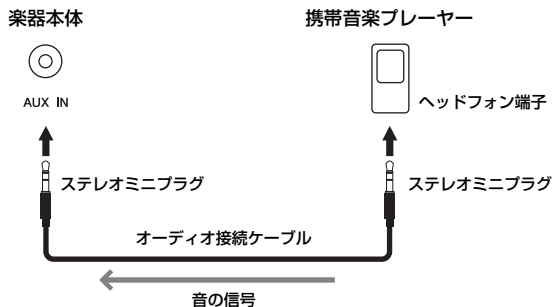 楽器本体
携帯音楽プレーヤー
AUX IN
ヘッドフォン端子
ステレオミニプラグ
ステレオミニプラグ
オーディオ接続ケーブル
音の信号